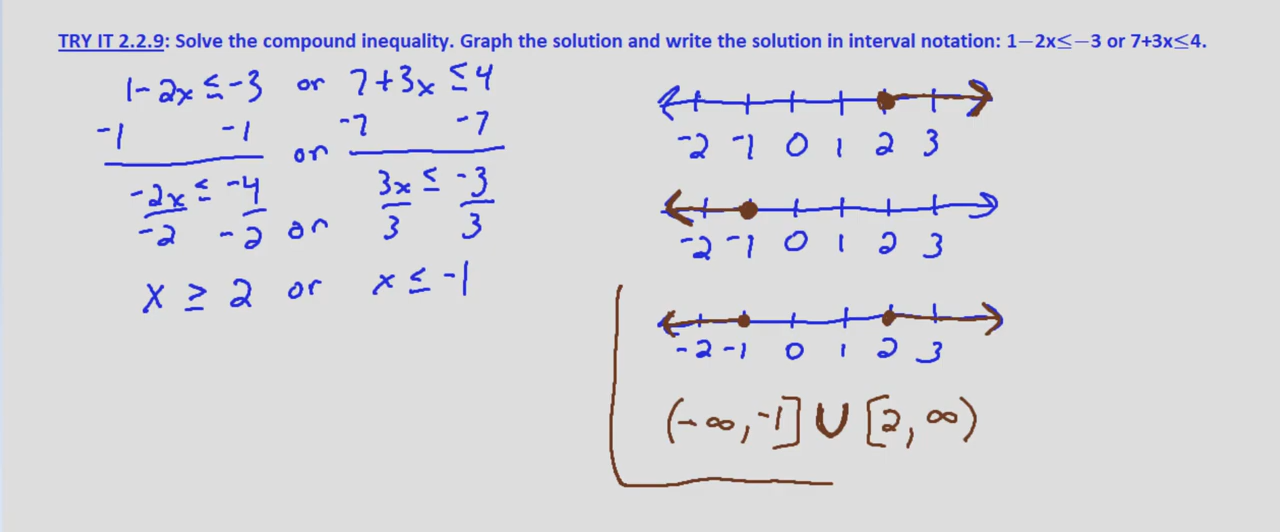 TRY IT 2.2.9: Solve the compound inequality. Graph the solution and write the solution in interval notation: 1−2x≤−3 or 7+3x≤4.
1-2x ≤ -3 or 7+3x ≤ 4
-1 -1 -7 -7
or
-2x ≤ -4 3x ≤ -3
-2 -2 or 3 3
x ≥ 2 or x ≤ -1
-2 -1 0 1 2 3
-2 -1 0 1 2 3
-2 -1 0 1 2 3
(-∞, -1] ∪ [2, ∞)